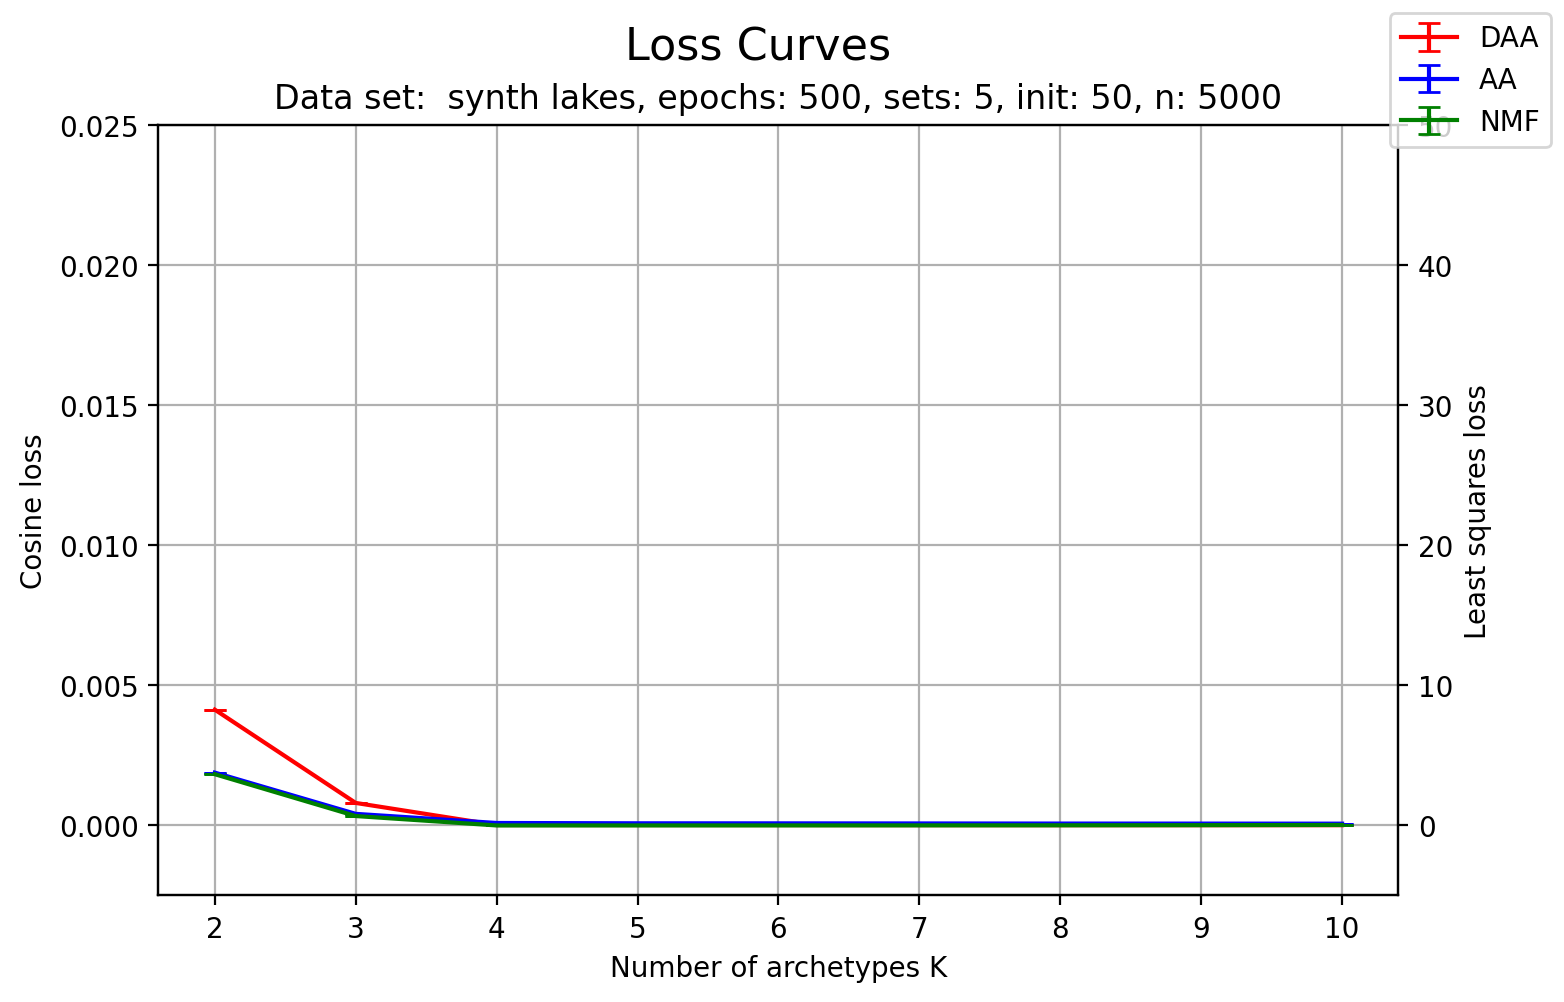 Loss Curves
Data set:  synth lakes, epochs: 500, sets: 5, init: 50, n: 5000
DAA
AA
NMF
0.025
0.020
0.015
0.010
0.005
0.000
Cosine loss
50
40
30
20
10
0
Least squares loss
2 3 4 5 6 7 8 9 10
Number of archetypes K